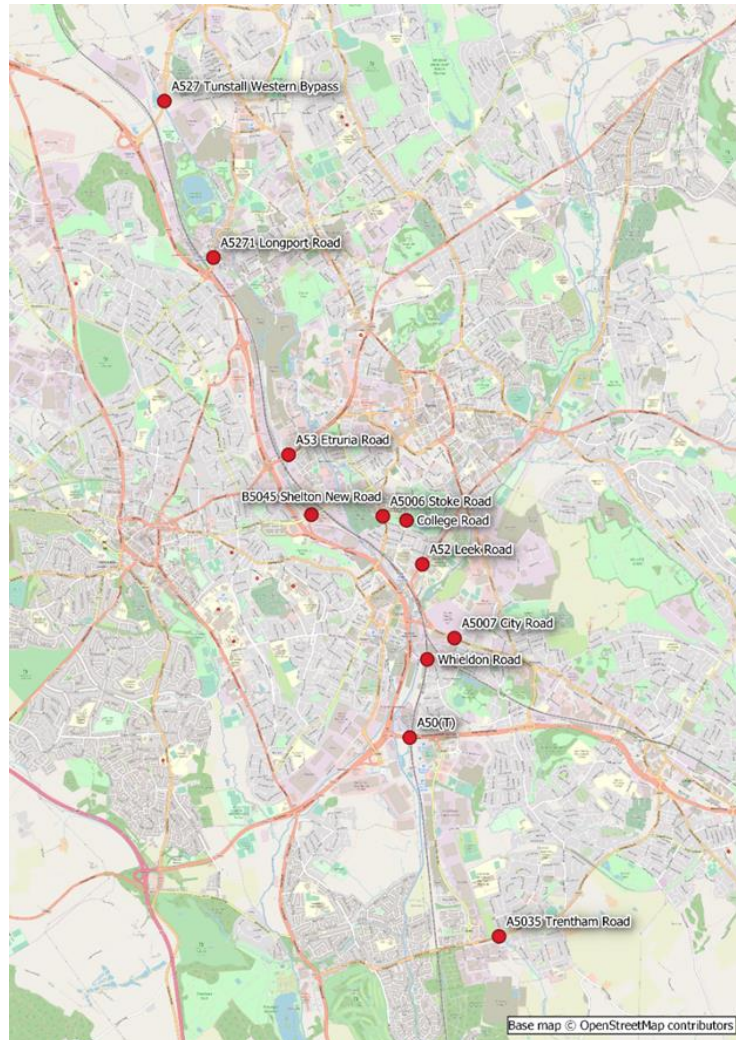 A527 Tunstall Western Bypass
A5271 Longport Road
A53 Etruria Road
B5045 Shelton New Road
A5006 Stoke Road
College Road
A52 Leek Road
A5007 City Road
Whieldon Road
A50(T)
A5035 Trentham Road
Base map © OpenStreetMap contributors